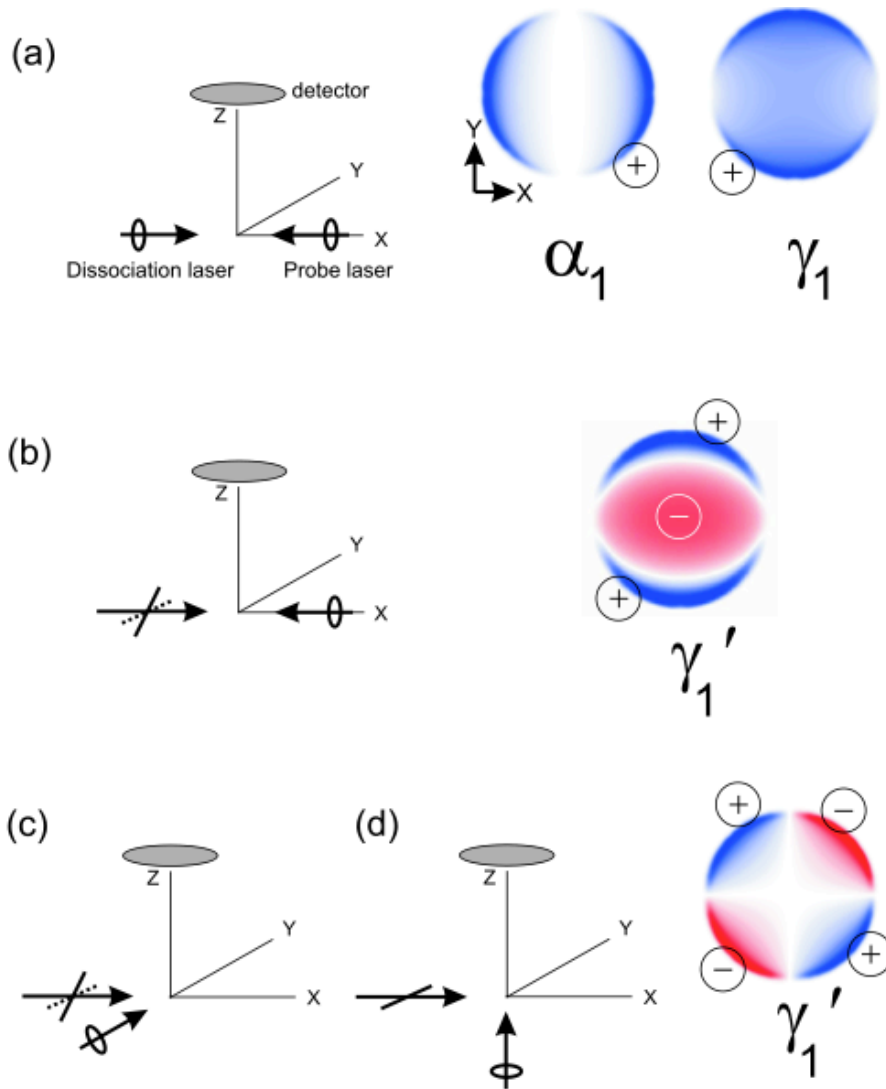 (a)
detector
Z
Y
X
Dissociation laser
Probe laser
Y
X
+
+
α1
γ1
(b)
Z
Y
X
+
−
+
γ1′
(c)
Z
Y
X
(d)
Z
Y
X
+
−
−
+
γ1′